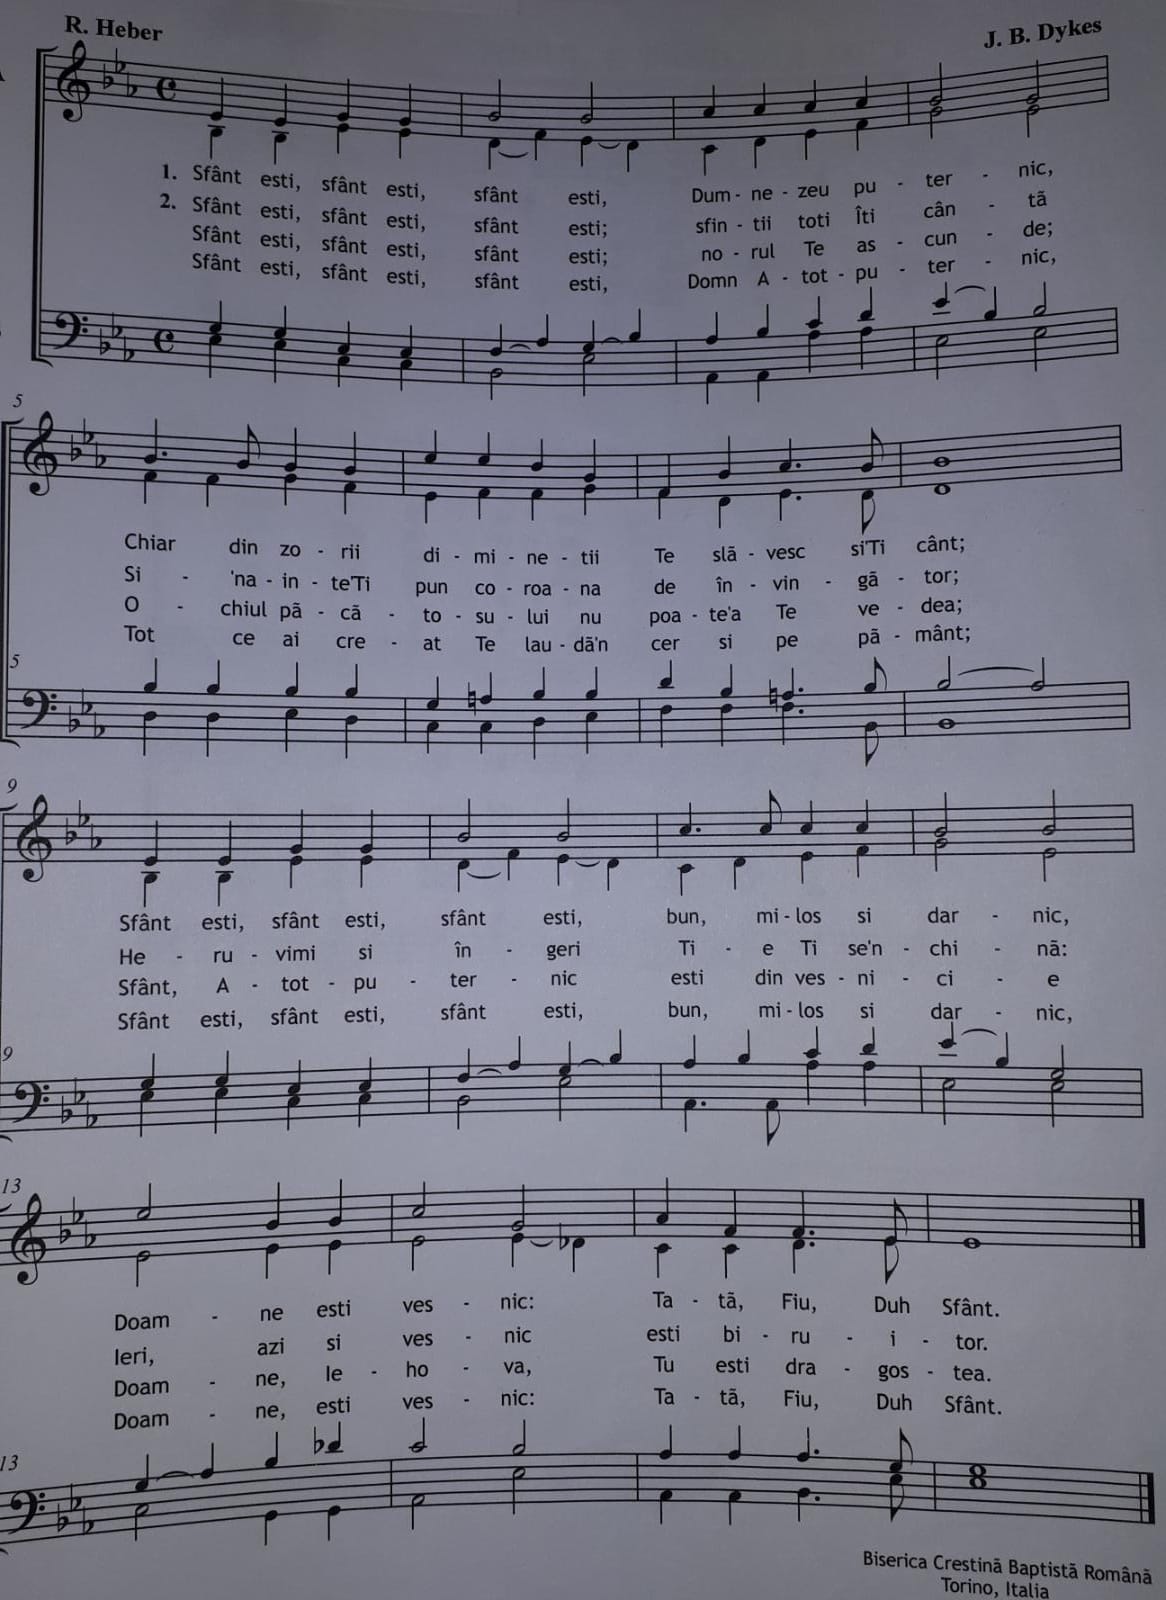 R. Heber
J. B. Dykes
1. Sfânt esti, sfânt esti, sfânt esti, Dum - ne - zeu pu - ter - nic,
2. Sfânt esti, sfânt esti, sfânt esti; sfin - tii toti Îti cân - tã
Sfânt esti, sfânt esti, sfânt esti; no - rul Te as - cun - de;
Sfânt esti, sfânt esti, sfânt esti, Domn A - tot - pu - ter - nic,
5
Chiar din zo - rii di - mi - ne - tii Te slã - vesc si'Ti cânt;
Si - 'na - in - te'Ti pun co - roa - na de în - vin - gã - tor;
O - chiul pã - cã - to - su - lui nu poa - te'a Te ve - dea;
Tot ce ai cre - at Te lau - dã'n cer si pe pã - mânt;
5
9
Sfânt esti, sfânt esti, sfânt esti, bun, mi - los si dar - nic,
He - ru - vimi si în - geri Ti - e Ti se'n - chi - nã:
Sfânt, A - tot - pu - ter - nic esti din ves - ni - ci - e
Sfânt esti, sfânt esti, sfânt esti, bun, mi - los si dar - nic,
9
13
Doam - ne esti ves - nic: Ta - tã, Fiu, Duh Sfânt.
Ieri, azi si ves - nic esti bi - ru - i - tor.
Doam - ne, Ie - ho - va, Tu esti dra - gos - tea.
Doam - ne, esti ves - nic: Ta - tã, Fiu, Duh Sfânt.
13
Biserica Crestinã Baptistã Românã
Torino, Italia